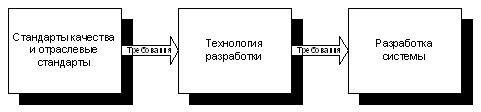 Стандарты качества
и отраслевые
стандарты
Требования
Технология
разработки
Требования
Разработка
системы